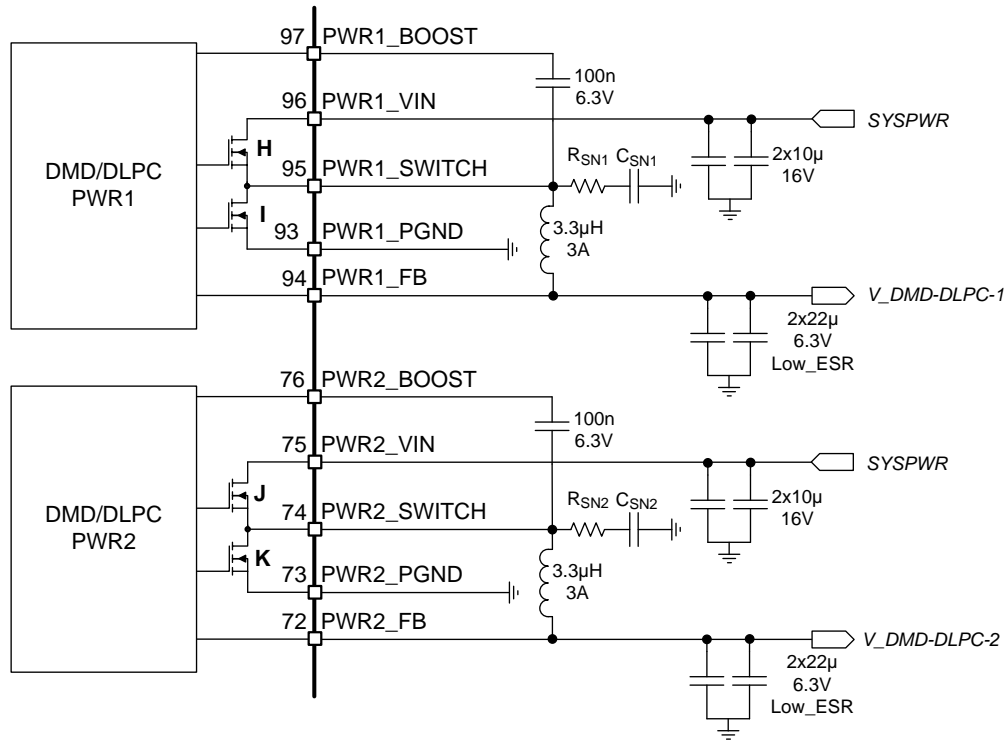 97 PWR1_BOOST
100n
6.3V
96 PWR1_VIN
SYSPWR
H
DMD/DLPC
PWR1
95 PWR1_SWITCH
RSN1 CSN1
2x10µ
16V
I
93 PWR1_PGND
3.3µH
3A
94 PWR1_FB
V_DMD-DLPC-1
2x22µ
6.3V
Low_ESR
76 PWR2_BOOST
100n
6.3V
75 PWR2_VIN
SYSPWR
J
DMD/DLPC
PWR2
74 PWR2_SWITCH
RSN2 CSN2
2x10µ
16V
K
73 PWR2_PGND
3.3µH
3A
72 PWR2_FB
V_DMD-DLPC-2
2x22µ
6.3V
Low_ESR